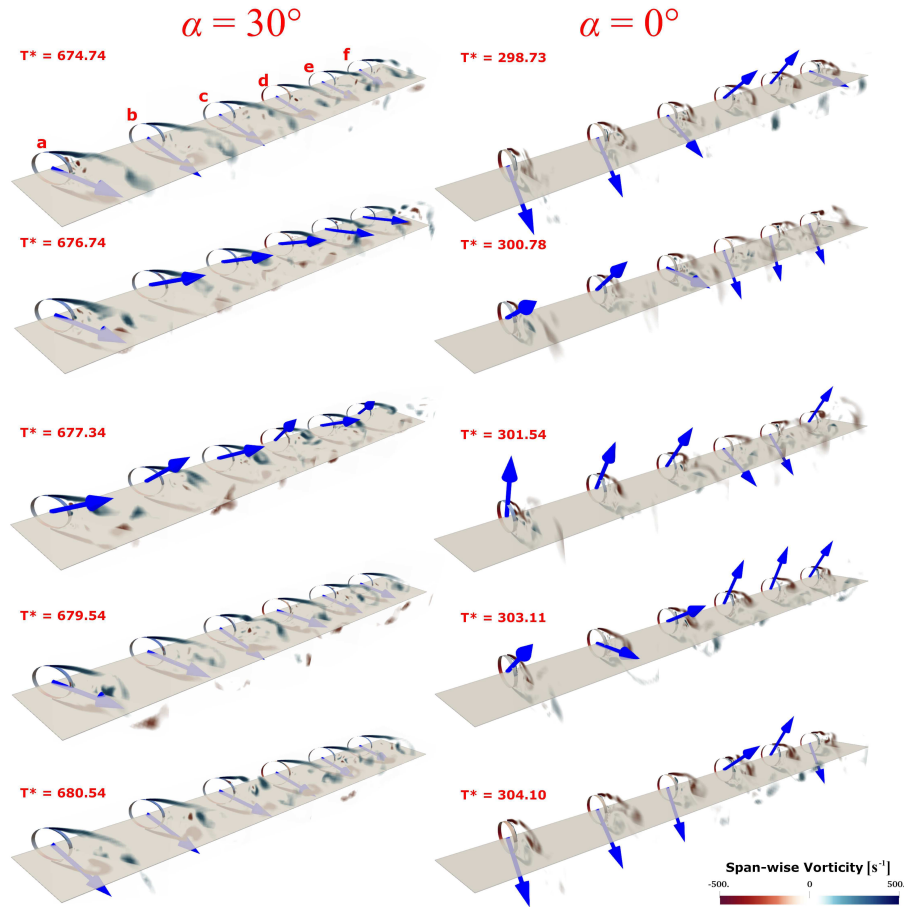 α = 30°
α = 0°
T* = 674.74
a
b
c
d
e
f
T* = 298.73
T* = 676.74
T* = 300.78
T* = 677.34
T* = 301.54
T* = 679.54
T* = 303.11
T* = 680.54
T* = 304.10
Span-wise Vorticity [s⁻¹]
-500. 0 500.